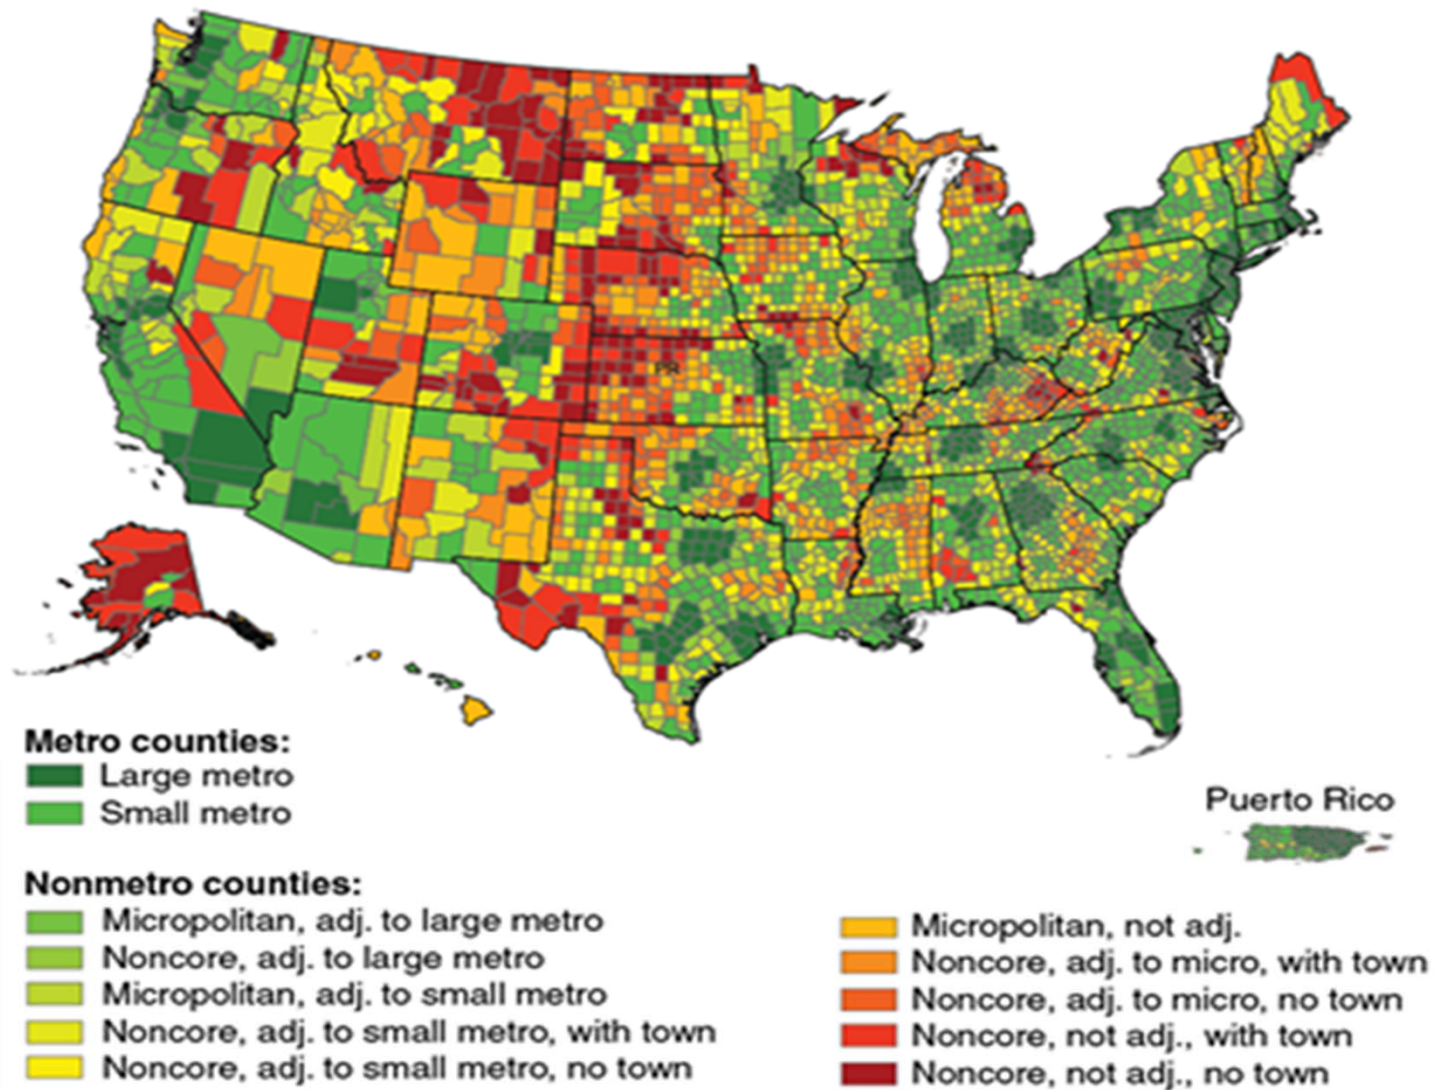 PR
Metro counties:
Large metro
Small metro
Puerto Rico
Nonmetro counties:
Micropolitan, adj. to large metro
Noncore, adj. to large metro
Micropolitan, adj. to small metro
Noncore, adj. to small metro, with town
Noncore, adj. to small metro, no town
Micropolitan, not adj.
Noncore, adj. to micro, with town
Noncore, adj. to micro, no town
Noncore, not adj., with town
Noncore, not adj., no town